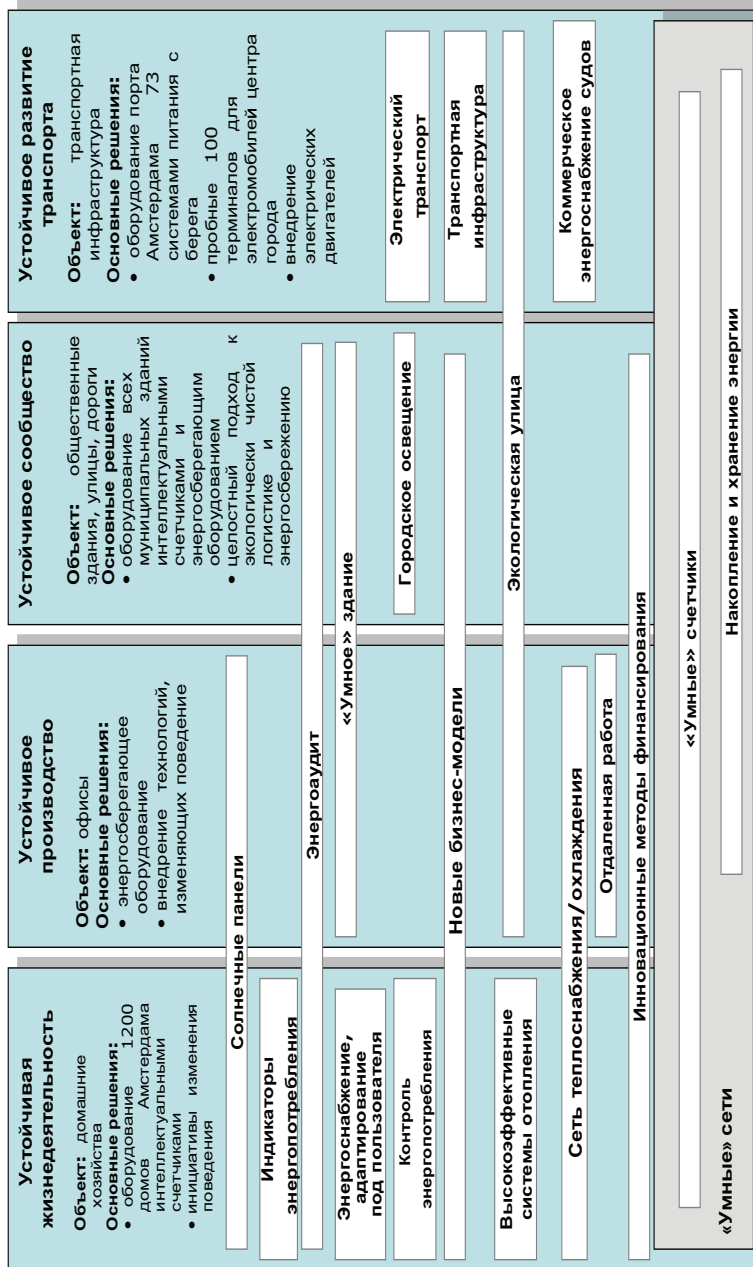 Устойчивая
жизнедеятельность
Объект: домашние
хозяйства
Основные решения:
• оборудование 1200
домов Амстердама
интеллектуальными
счетчиками
• инициативы изменения
поведения
Устойчивое
производство
Объект: офисы
Основные решения:
• энергосберегающее
оборудование
• внедрение технологий,
изменяющих поведение
Устойчивое сообщество
Объект: общественные
здания, улицы, дороги
Основные решения:
• оборудование всех
муниципальных зданий
интеллектуальными
счетчиками и
энергосберегающим
оборудованием
• целостный подход к
экологически чистой
логистике и
энергосбережению
Устойчивое развитие
транспорта
Объект: транспортная
инфраструктура
Основные решения:
• оборудование порта
Амстердама 73
системами питания с
берега
• пробные 100
терминалов для
электромобилей центра
города
• внедрение
электрических
двигателей
Солнечные панели
Индикаторы
энергопотребления
Энергоаудит
Энергоснабжение,
адаптирование
под пользователя
«Умное» здание
Контроль
энергопотребления
Городское освещение
Электрический
транспорт
Новые бизнес-модели
Транспортная
инфраструктура
Высокоэффективные
системы отопления
Экологическая улица
Сеть теплоснабжения/охлаждения
Коммерческое
энергоснабжение судов
Отдаленная работа
Инновационные методы финансирования
«Умные» счетчики
«Умные» сети
Накопление и хранение энергии